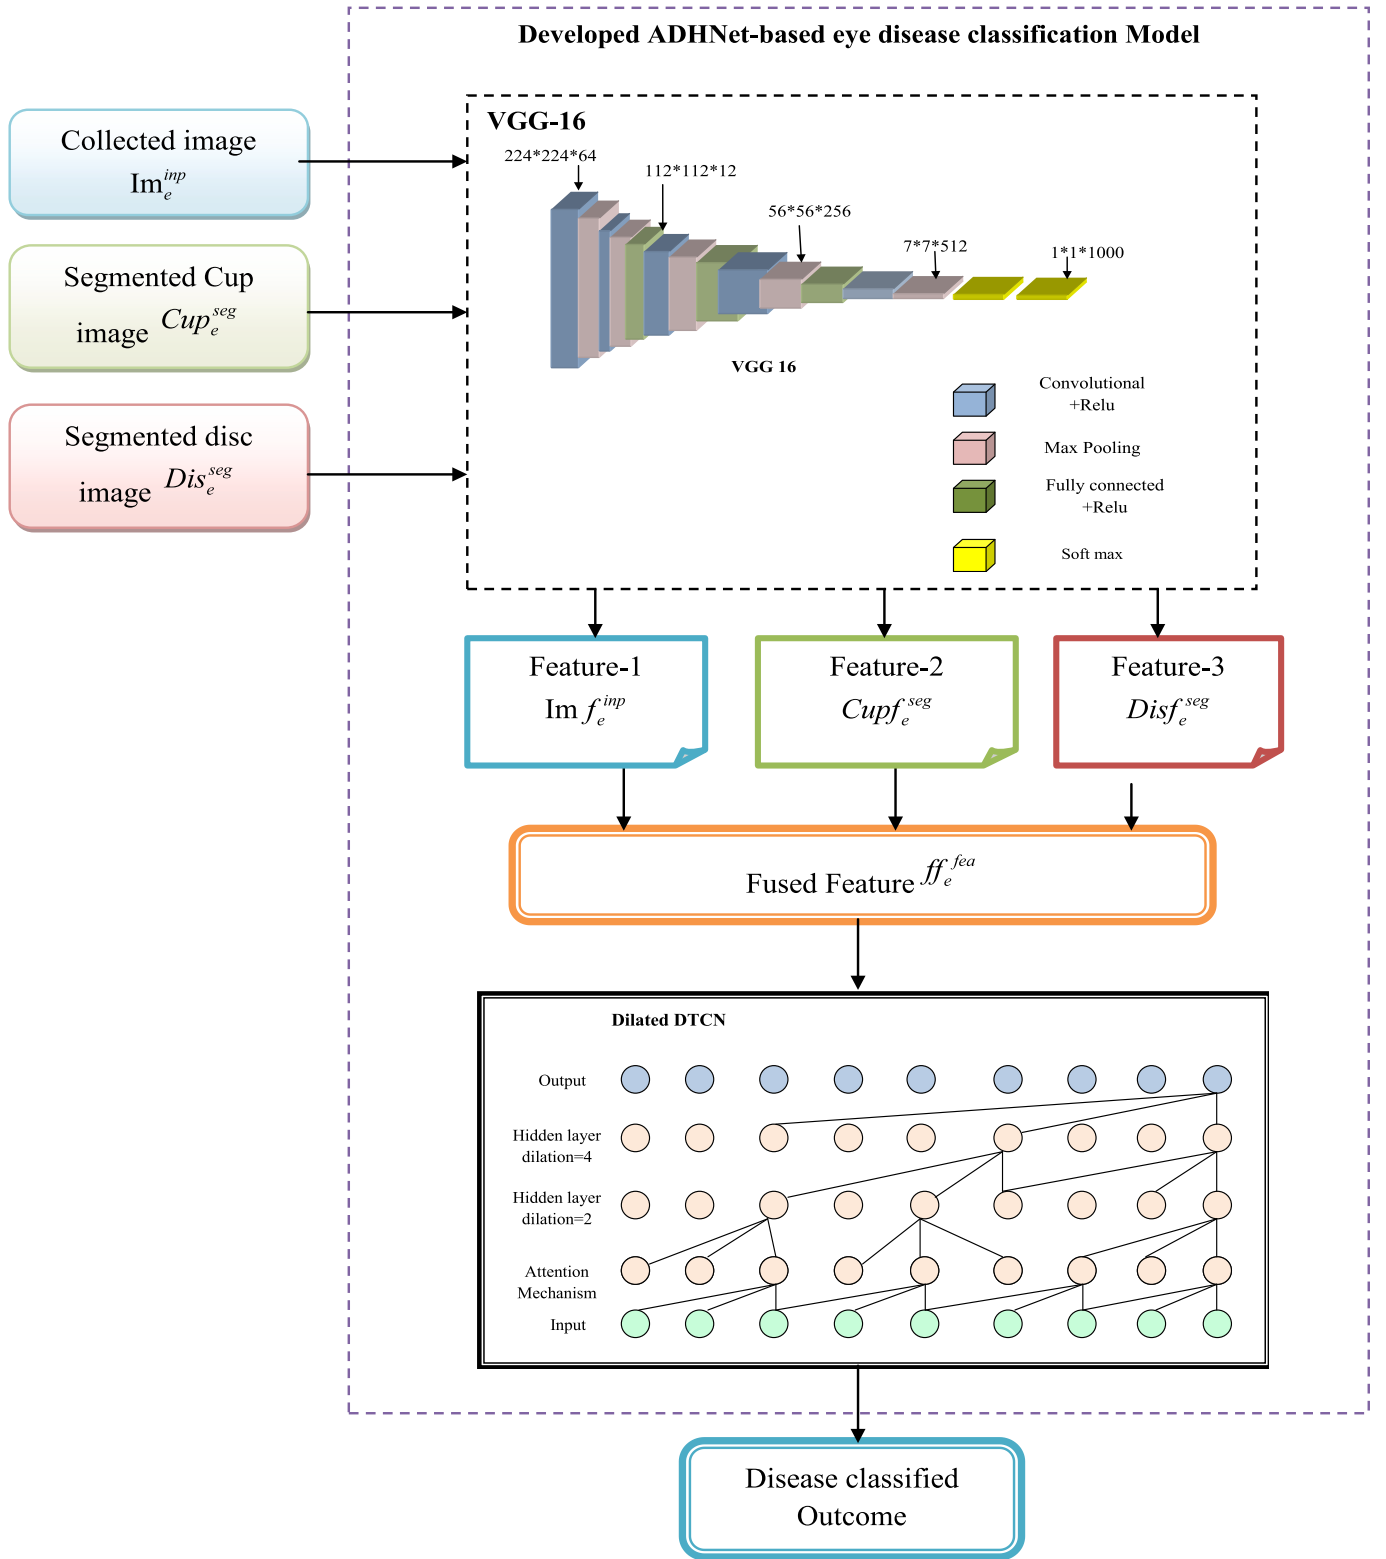 Developed ADHNet-based eye disease classification Model
Collected image
Im_e^{inp}
Segmented Cup
image Cup_e^{seg}
Segmented disc
image Dis_e^{seg}
VGG-16
224*224*64
112*112*12
56*56*256
7*7*512
1*1*1000
VGG 16
Convolutional
+Relu
Max Pooling
Fully connected
+Relu
Soft max
Feature-1
Im f_e^{inp}
Feature-2
Cupf_e^{seg}
Feature-3
Disf_e^{seg}
Fused Feature ff_e^{fea}
Dilated DTCN
Output
Hidden layer
dilation=4
Hidden layer
dilation=2
Attention
Mechanism
Input
Disease classified
Outcome